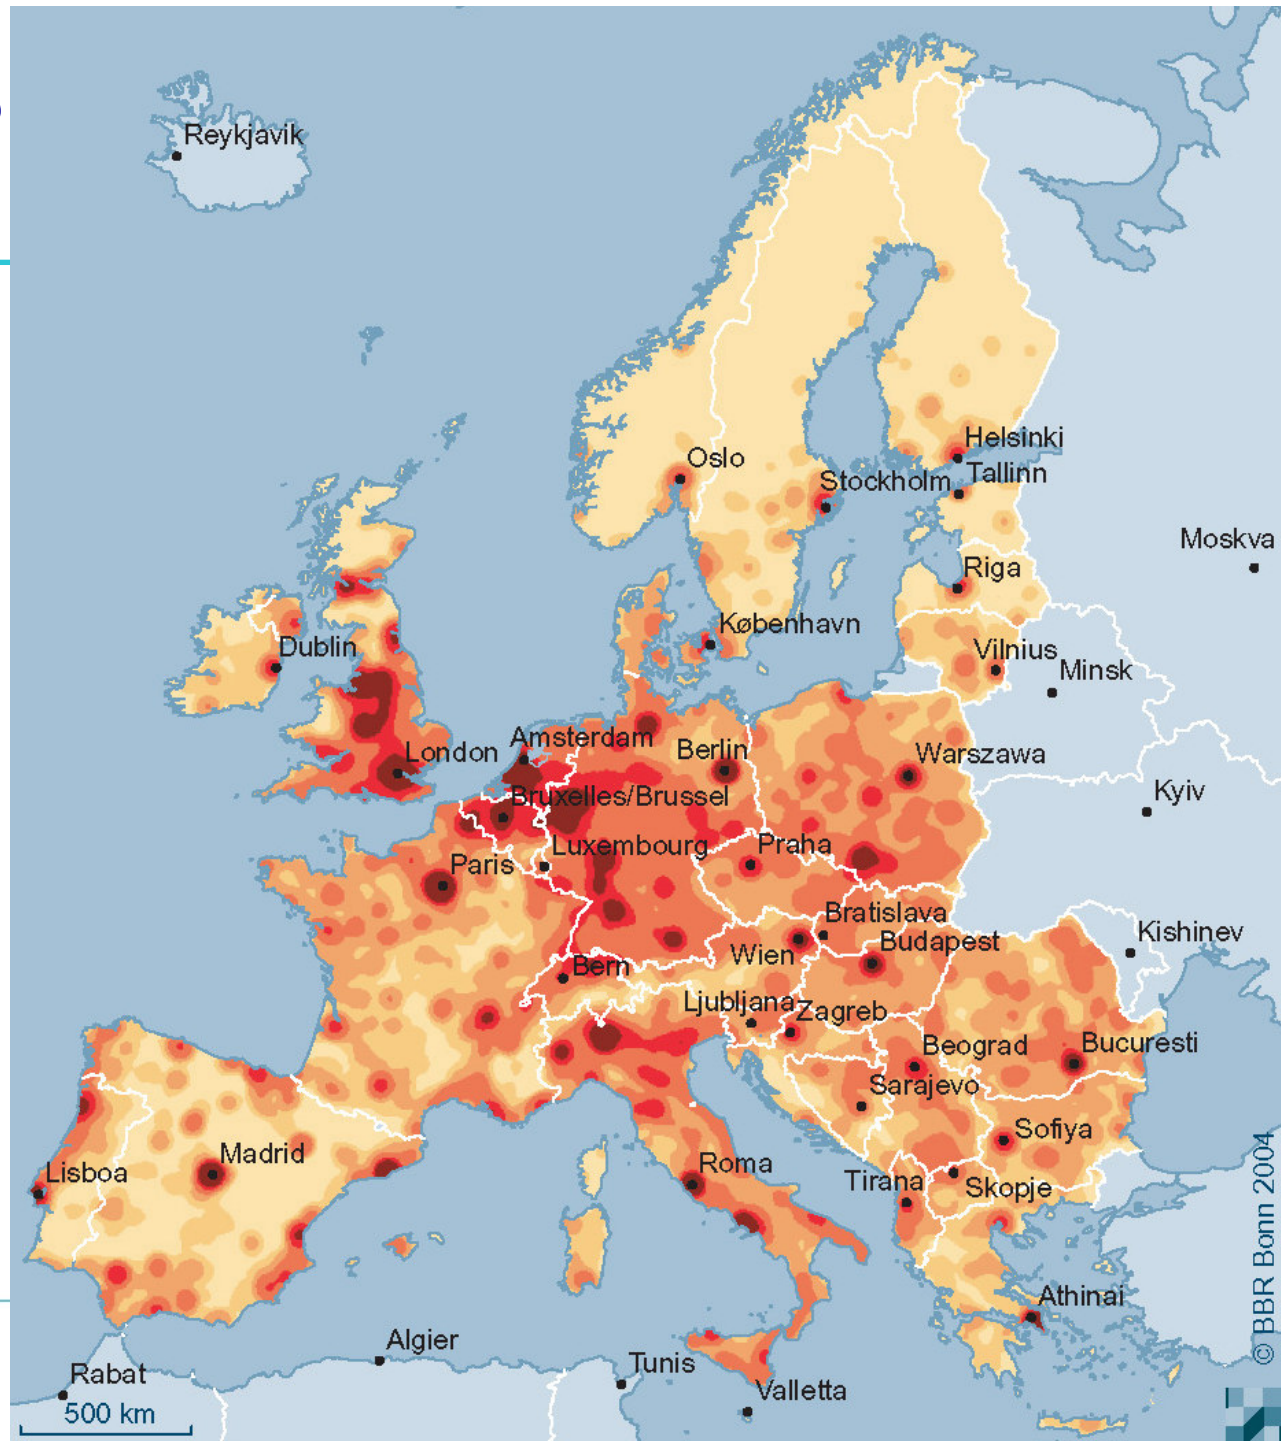 Reykjavik
Oslo
Helsinki
Stockholm
Tallinn
Moskva
Riga
København
Dublin
Vilnius
Minsk
London
Amsterdam
Berlin
Warszawa
Bruxelles/Brussel
Kyiv
Paris
Luxembourg
Praha
Bratislava
Wien
Budapest
Kishinev
Bern
Ljubljana
Zagreb
Beograd
Bucuresti
Sarajevo
Sofiya
Madrid
Roma
Lisboa
Tirana
Skopje
Athinai
© BBR Bonn 2004
Algier
Rabat
Tunis
Valletta
500 km